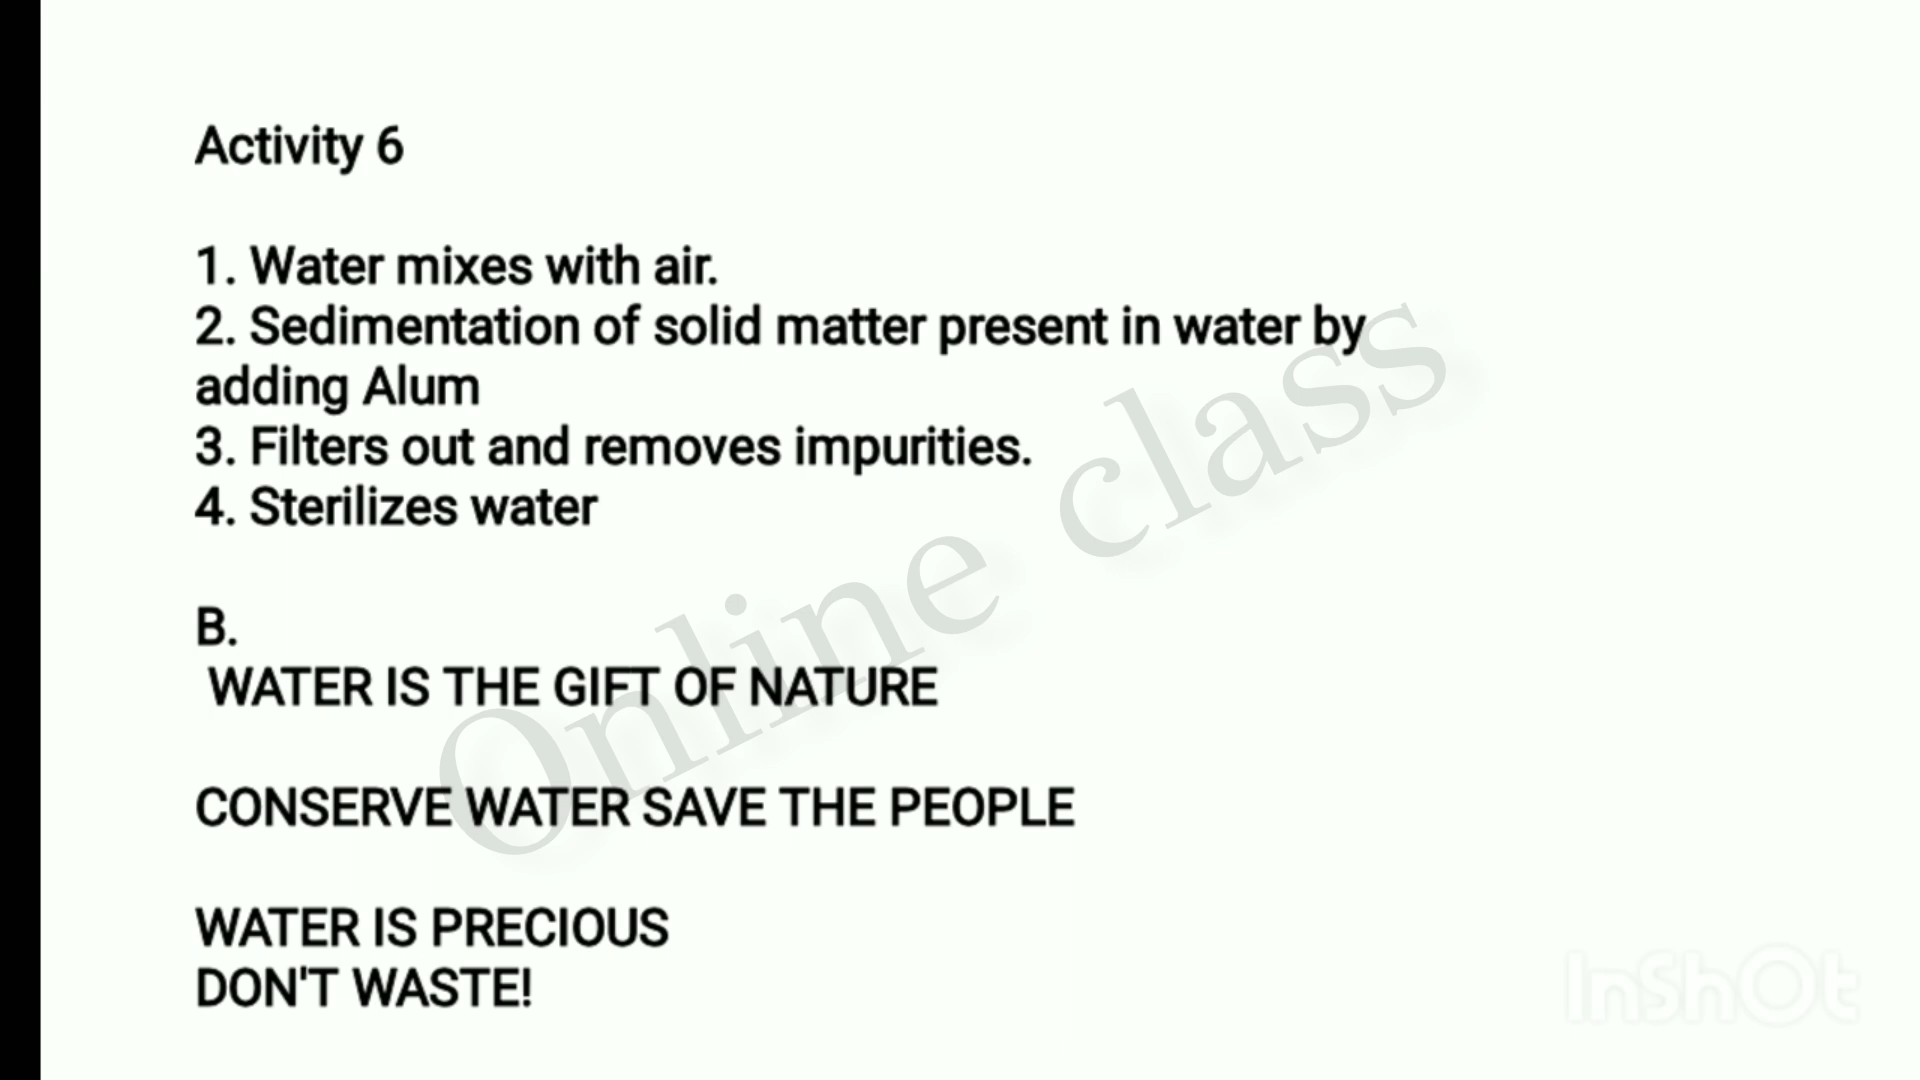 Activity 6
1. Water mixes with air.
2. Sedimentation of solid matter present in water by
adding Alum
3. Filters out and removes impurities.
4. Sterilizes water
B.
WATER IS THE GIFT OF NATURE
CONSERVE WATER SAVE THE PEOPLE
WATER IS PRECIOUS
DON'T WASTE!
Online class
InShOt